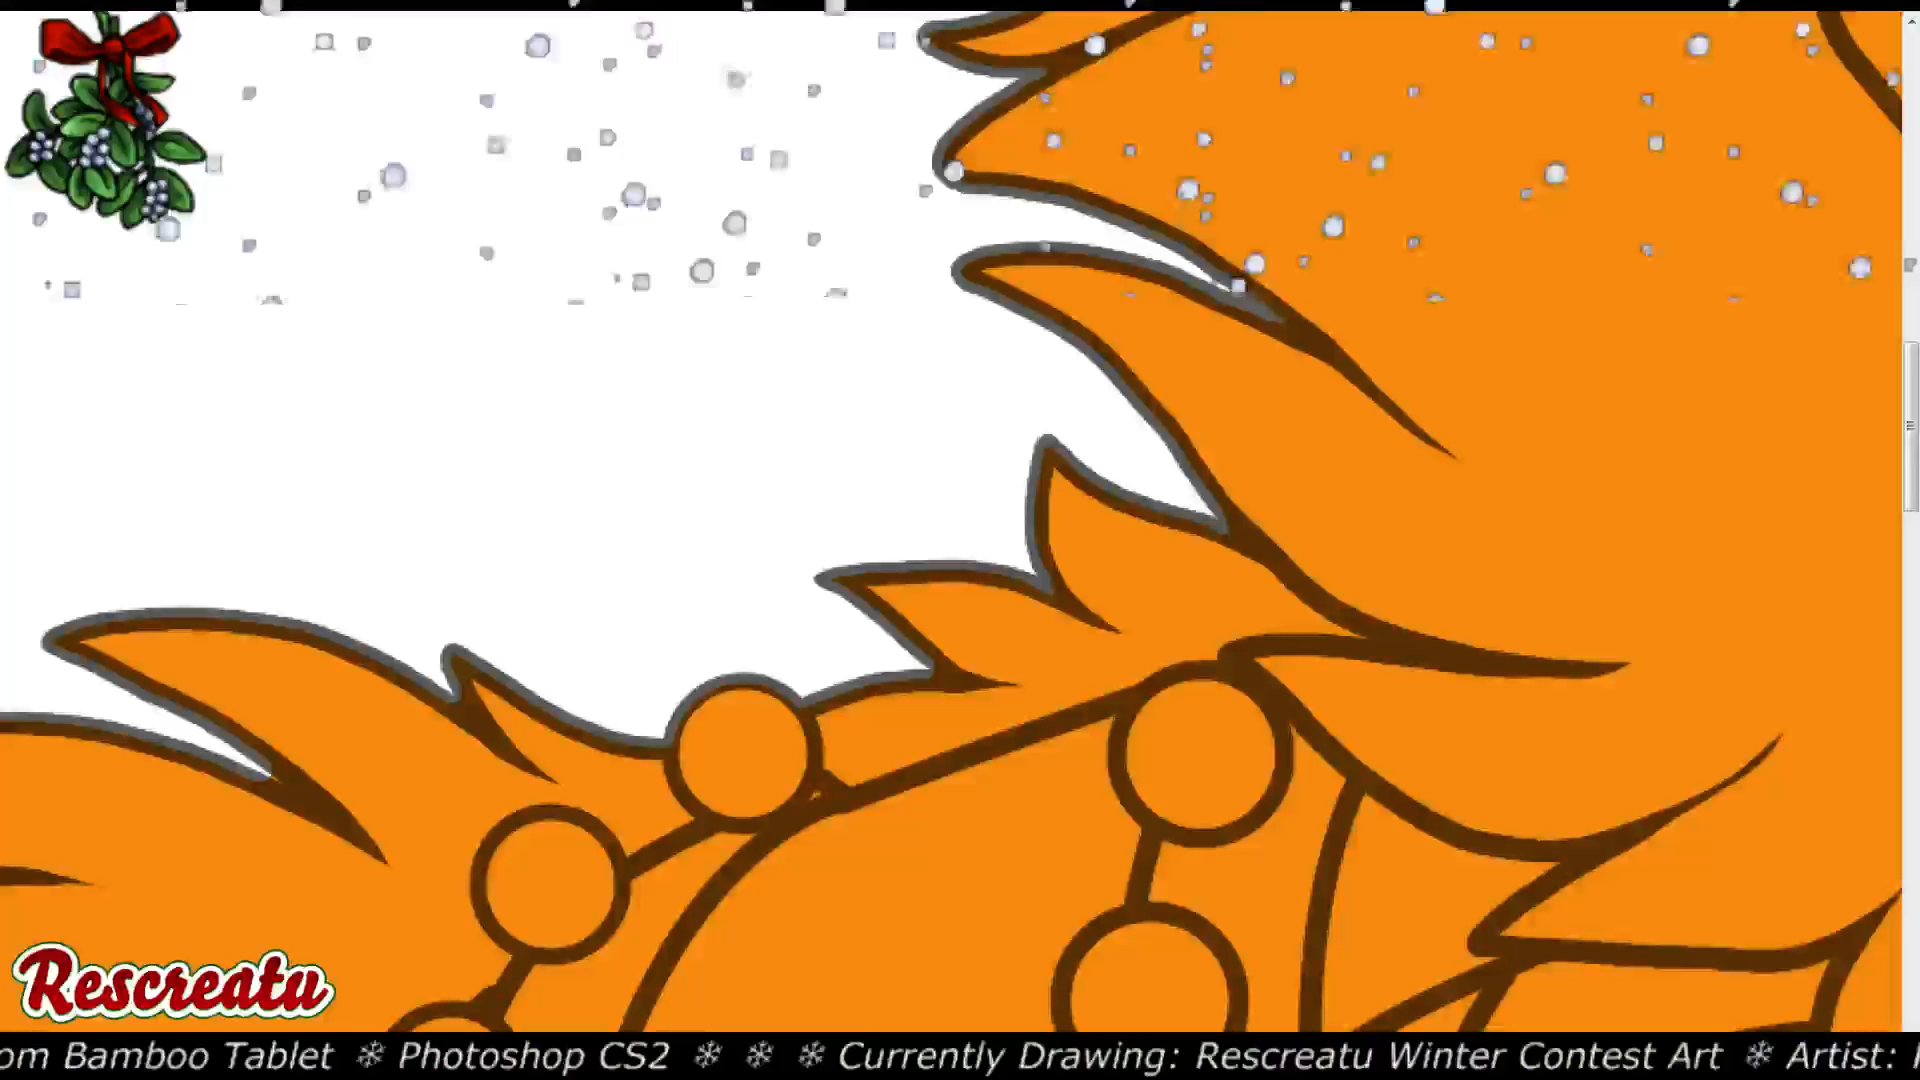 Rescreatu
om Bamboo Tablet ❄ Photoshop CS2 ❄ ❄ ❄ Currently Drawing: Rescreatu Winter Contest Art ❄ Artist: